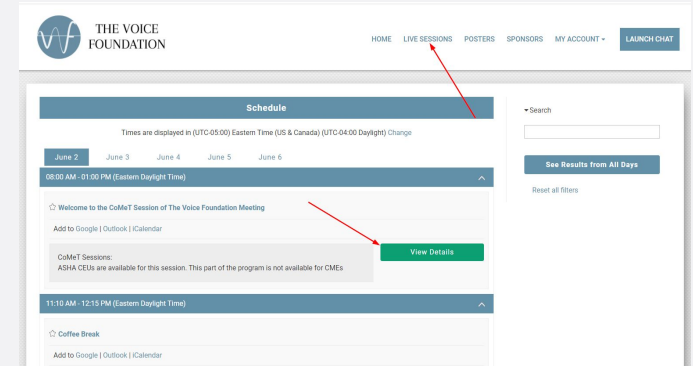 THE VOICE
FOUNDATION
HOME LIVE SESSIONS POSTERS SPONSORS MY ACCOUNT LAUNCH CHAT
Schedule
Times are displayed in (UTC-05:00) Eastern Time (US & Canada) (UTC-04:00 Daylight) Change
June 2 June 3 June 4 June 5 June 6
08:00 AM - 01:00 PM (Eastern Daylight Time)
Welcome to the CoMeT Session of The Voice Foundation Meeting
Add to Google | Outlook | iCalendar
CoMeT Sessions:
ASHA CEUs are available for this session. This part of the program is not available for CMEs
View Details
11:10 AM - 12:15 PM (Eastern Daylight Time)
Coffee Break
Add to Google | Outlook | iCalendar
Search
See Results from All Days
Reset all filters